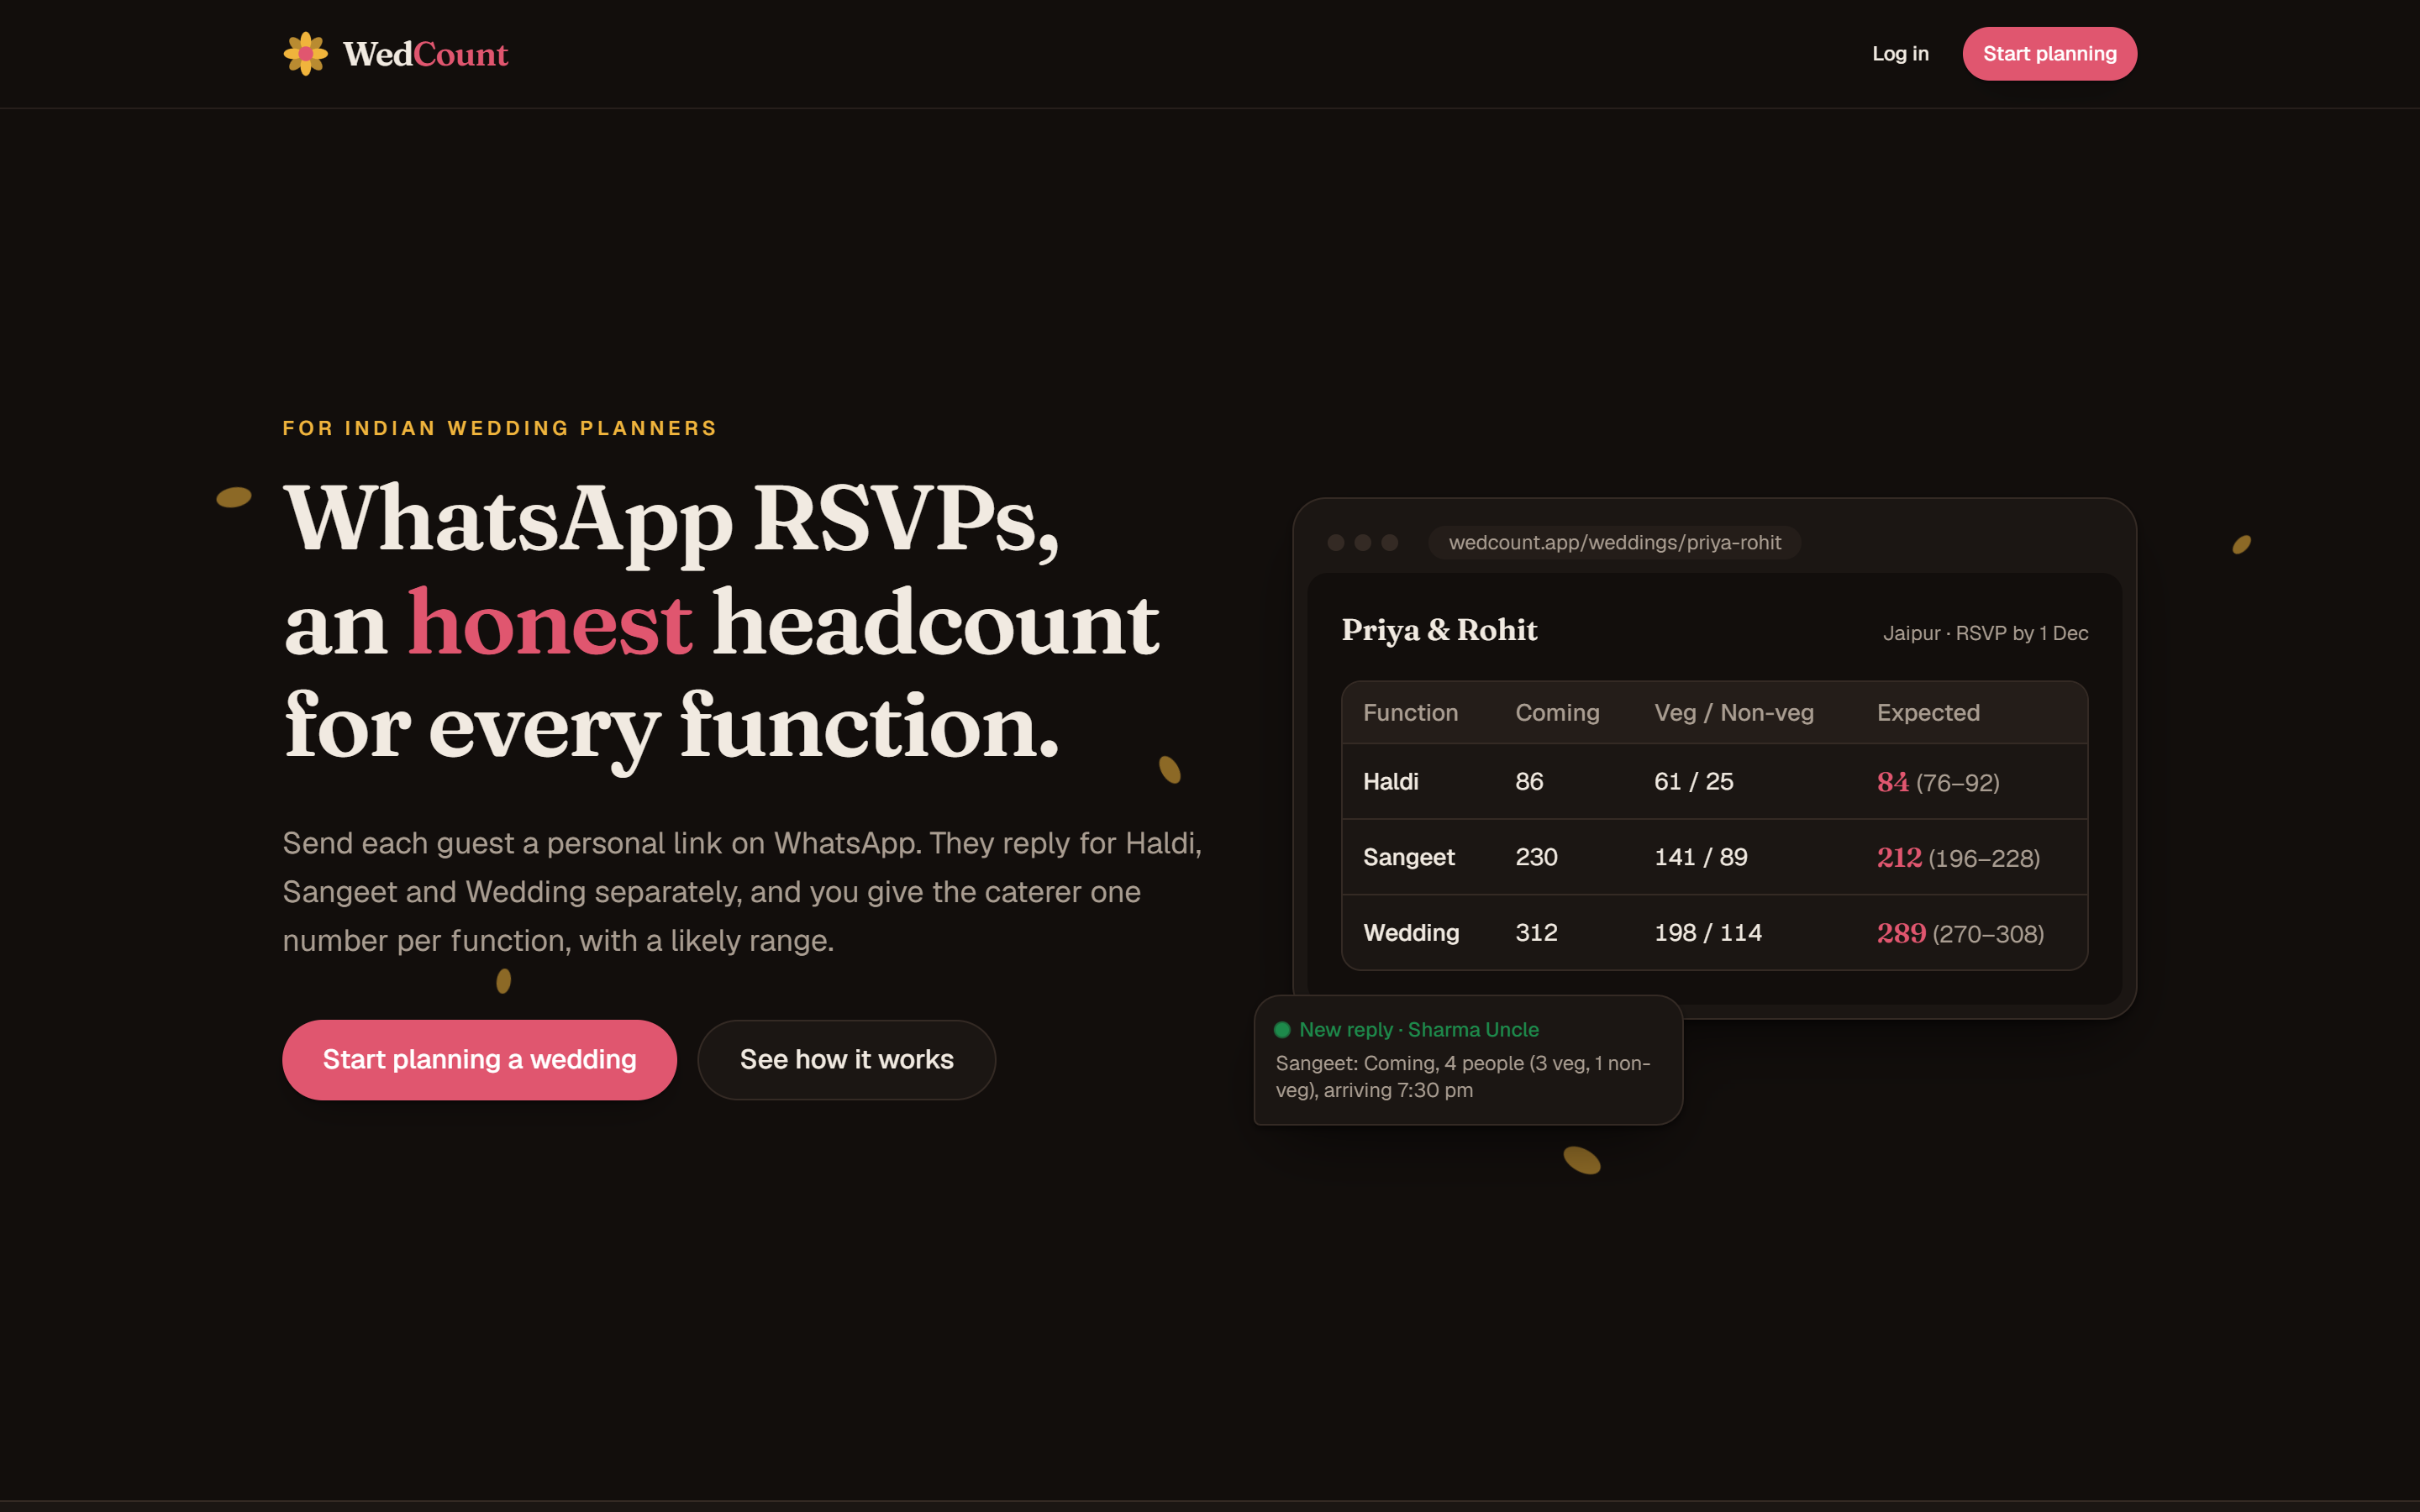 WedCount
Log in
Start planning
FOR INDIAN WEDDING PLANNERS
WhatsApp RSVPs,
an honest headcount
for every function.
Send each guest a personal link on WhatsApp. They reply for Haldi,
Sangeet and Wedding separately, and you give the caterer one
number per function, with a likely range.
Start planning a wedding
See how it works
wedcount.app/weddings/priya-rohit
Priya & Rohit
Jaipur · RSVP by 1 Dec
Function Coming Veg / Non-veg Expected
Haldi 86 61 / 25 84 (76–92)
Sangeet 230 141 / 89 212 (196–228)
Wedding 312 198 / 114 289 (270–308)
New reply · Sharma Uncle
Sangeet: Coming, 4 people (3 veg, 1 non-
veg), arriving 7:30 pm